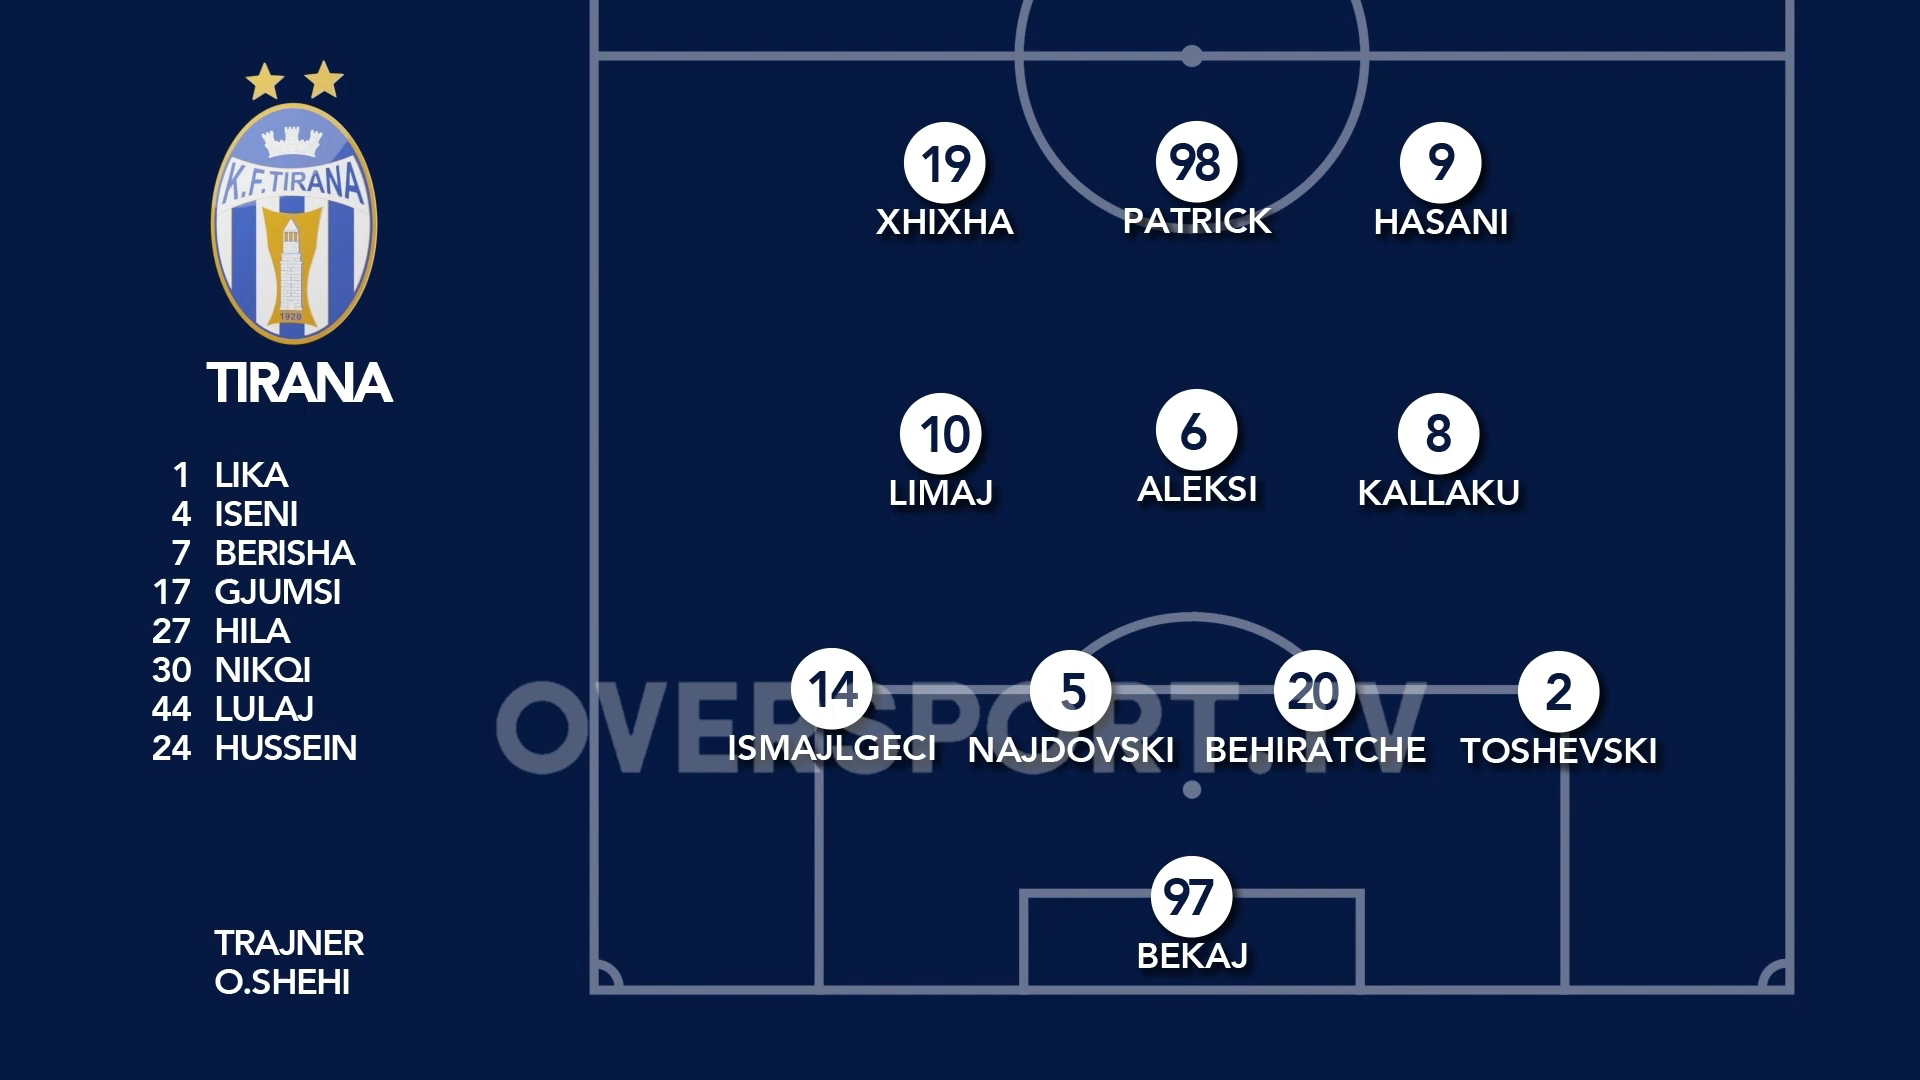 K.F.TIRANA
1920
TIRANA
1 LIKA
4 ISENI
7 BERISHA
17 GJUMSI
27 HILA
30 NIKQI
44 LULAJ
24 HUSSEIN
TRAJNER
O.SHEHI
19 98 9
XHIXHA PATRICK HASANI
10 6 8
LIMAJ ALEKSI KALLAKU
14 5 20 2
OVERSPORT.TV
ISMAJLGECI NAJDOVSKI BEHIRATCHE TOSHEVSKI
97
BEKAJ